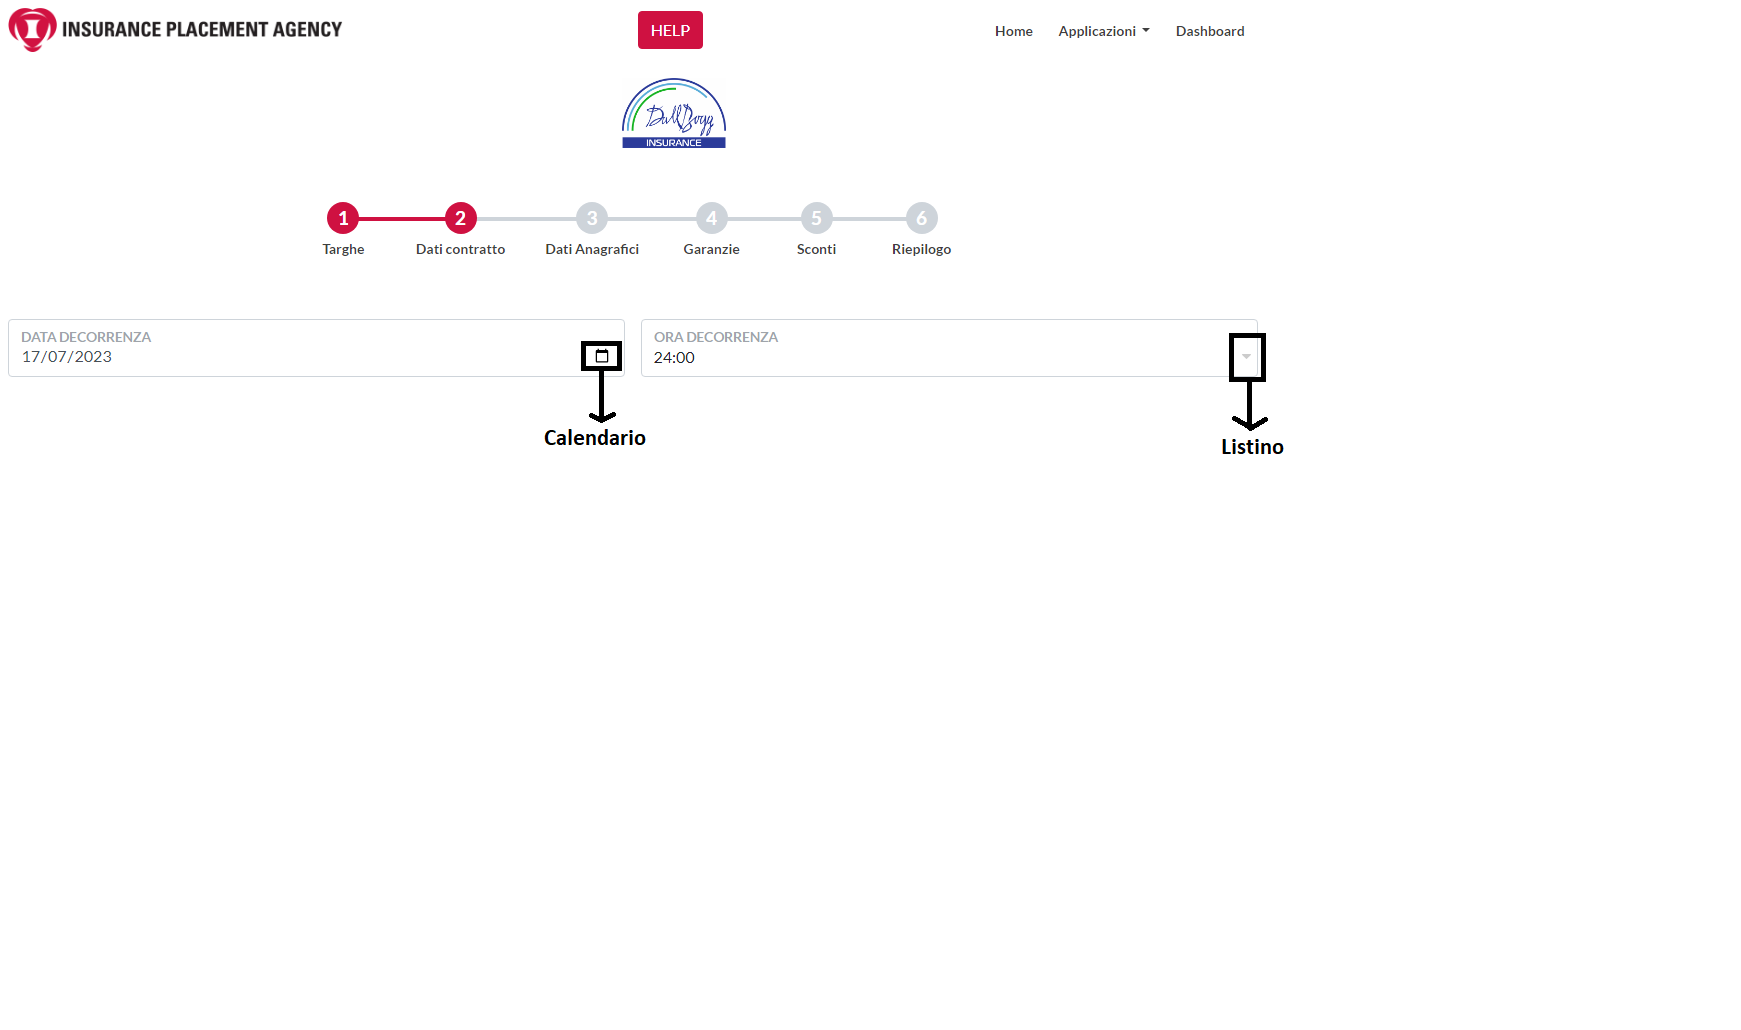 INSURANCE PLACEMENT AGENCY
HELP
Home Applicazioni Dashboard
DallBogg
INSURANCE
1 2 3 4 5 6
Targhe Dati contratto Dati Anagrafici Garanzie Sconti Riepilogo
DATA DECORRENZA
17/07/2023
ORA DECORRENZA
24:00
Calendario
Listino